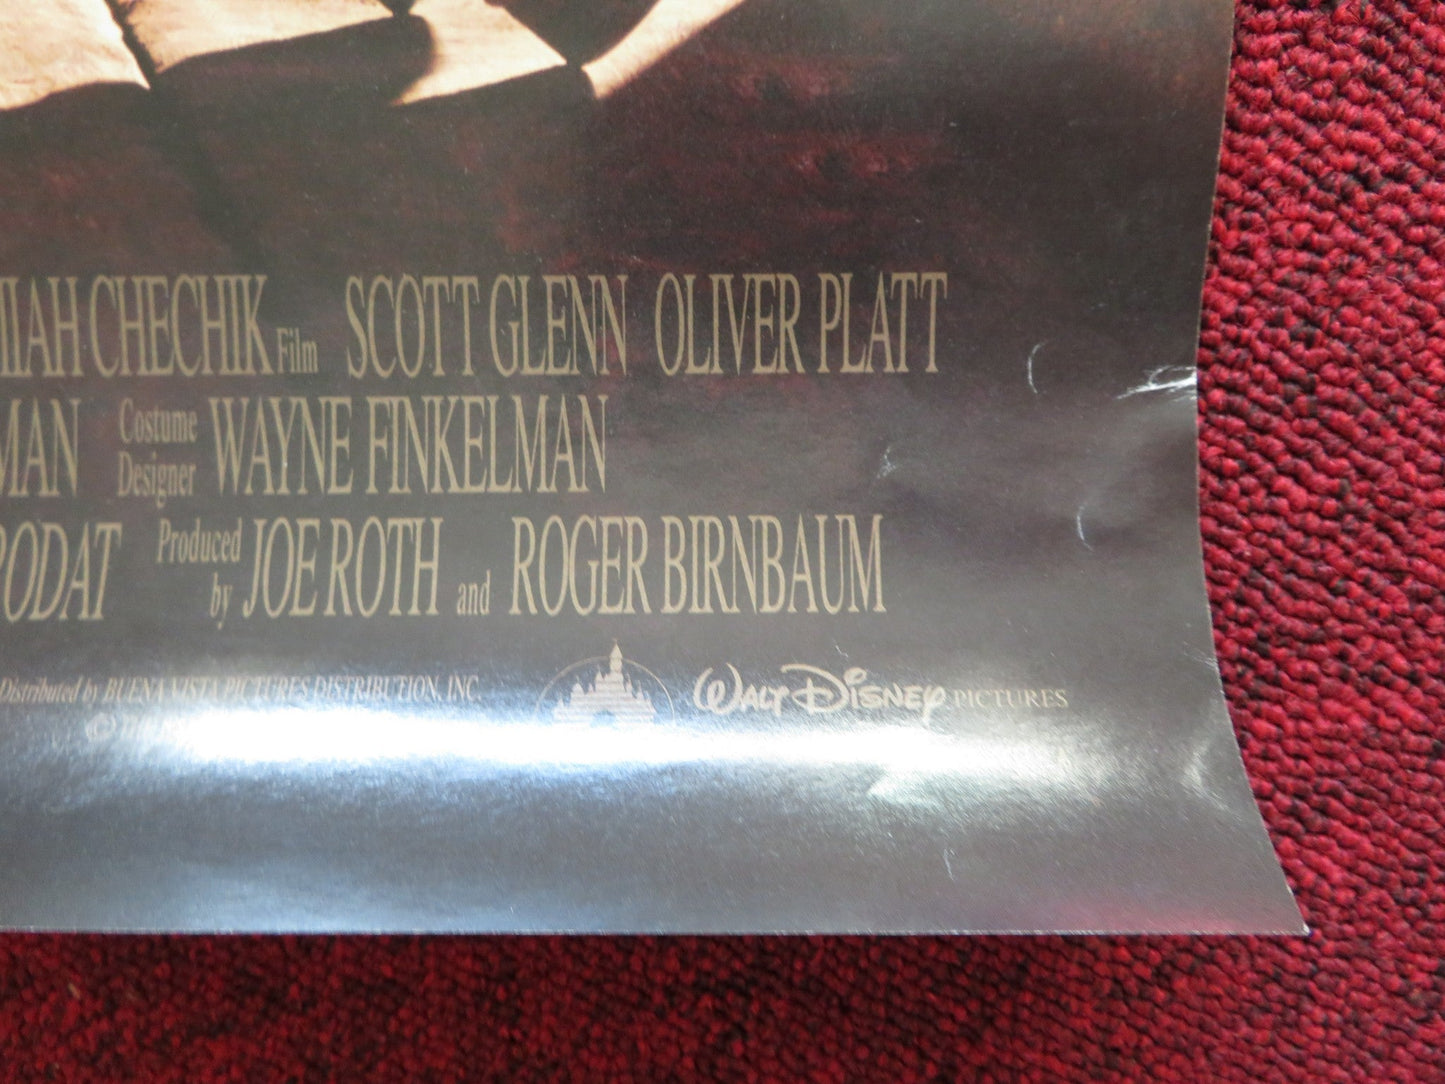 MIAH CHECHIK Film SCOTT GLENN OLIVER PLATT
MAN Costume Designer WAYNE FINKELMAN
RODAT Produced by JOE ROTH and ROGER BIRNBAUM
Distributed by BUENA VISTA PICTURES DISTRIBUTION, INC.
WALT DISNEY PICTURES
©